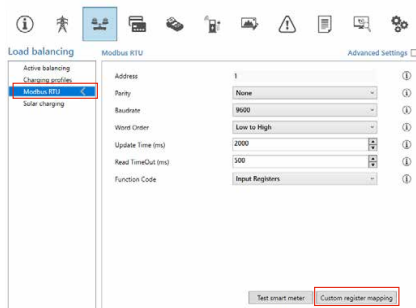 Load balancing
Modbus RTU
Advanced Settings
Active balancing
Charging profiles
Modbus RTU
Solar charging
Address 1
Parity None
Baudrate 9600
Word Order Low to High
Update Time (ms) 2000
Read TimeOut (ms) 500
Function Code Input Registers
Test smart meter
Custom register mapping